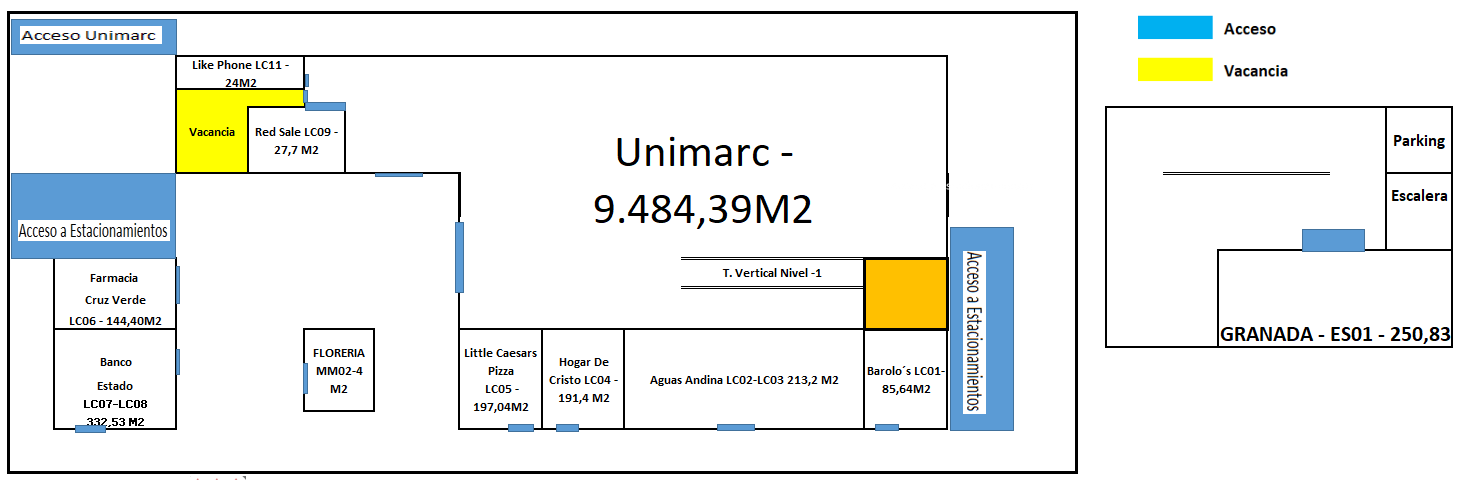 Acceso Unimarc
Like Phone LC11 -
24M2
Vacancia
Red Sale LC09 -
27,7 M2
Unimarc -
9.484,39M2
Acceso a Estacionamientos
Farmacia
Cruz Verde
LC06 - 144,40M2
Banco
Estado
LC07-LC08
332,53 M2
FLORERIA
MM02-4
M2
T. Vertical Nivel -1
Little Caesars
Pizza
LC05 -
197,04M2
Hogar De
Cristo LC04 -
191,4 M2
Aguas Andina LC02-LC03 213,2 M2
Barolo´s LC01-
85,64M2
Acceso a Estacionamientos
Acceso
Vacancia
Parking
Escalera
GRANADA - ES01 - 250,83